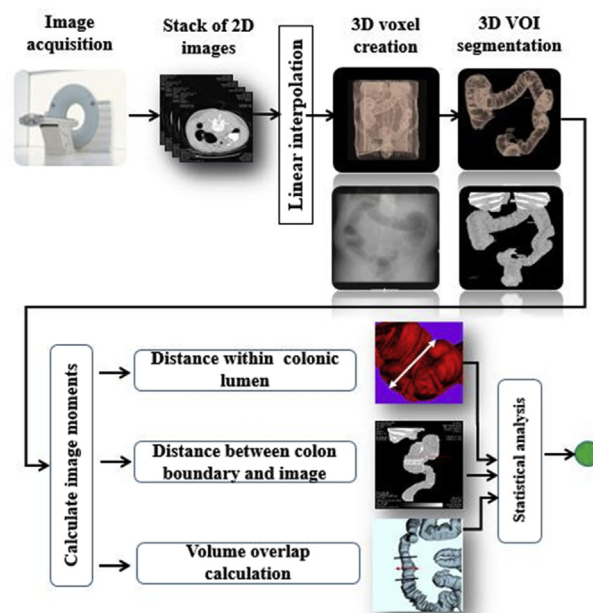 Image
acquisition
Stack of 2D
images
Linear interpolation
3D voxel
creation
3D VOI
segmentation
Calculate image moments
Distance within colonic
lumen
Distance between colon
boundary and image
Volume overlap
calculation
Statistical analysis